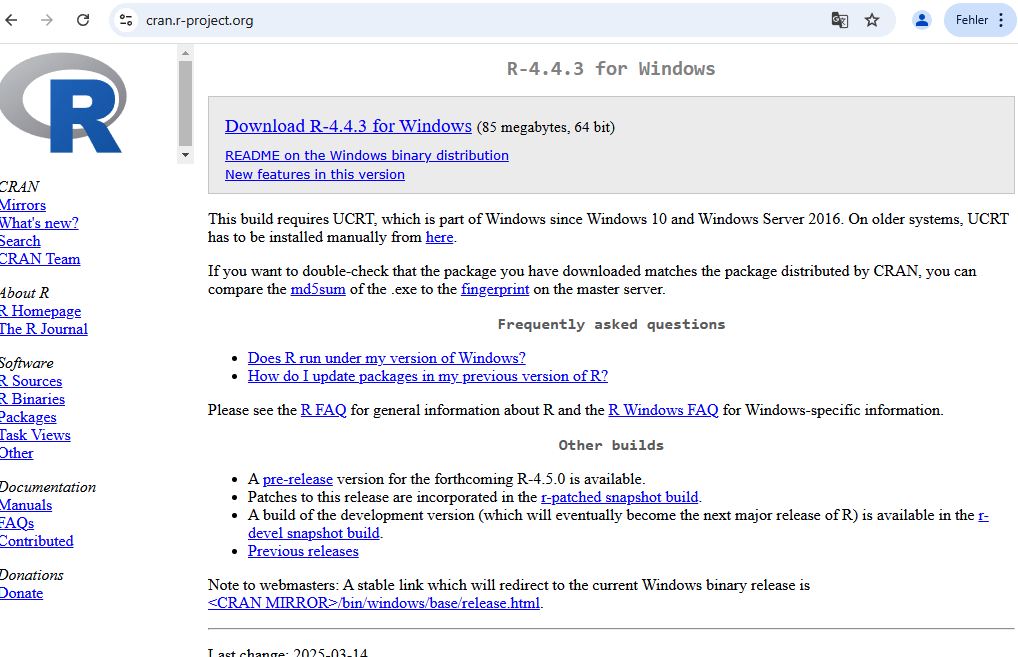 cran.r-project.org
Fehler
R
R-4.4.3 for Windows
Download R-4.4.3 for Windows (85 megabytes, 64 bit)
README on the Windows binary distribution
New features in this version
This build requires UCRT, which is part of Windows since Windows 10 and Windows Server 2016. On older systems, UCRT
has to be installed manually from here.
If you want to double-check that the package you have downloaded matches the package distributed by CRAN, you can
compare the md5sum of the .exe to the fingerprint on the master server.
Frequently asked questions
Does R run under my version of Windows?
How do I update packages in my previous version of R?
Please see the R FAQ for general information about R and the R Windows FAQ for Windows-specific information.
Other builds
A pre-release version for the forthcoming R-4.5.0 is available.
Patches to this release are incorporated in the r-patched snapshot build.
A build of the development version (which will eventually become the next major release of R) is available in the r-
devel snapshot build.
Previous releases
Note to webmasters: A stable link which will redirect to the current Windows binary release is
<CRAN MIRROR>/bin/windows/base/release.html.
Last change: 2025-03-14
CRAN
Mirrors
What's new?
Search
CRAN Team
About R
R Homepage
The R Journal
Software
R Sources
R Binaries
Packages
Task Views
Other
Documentation
Manuals
FAQs
Contributed
Donations
Donate